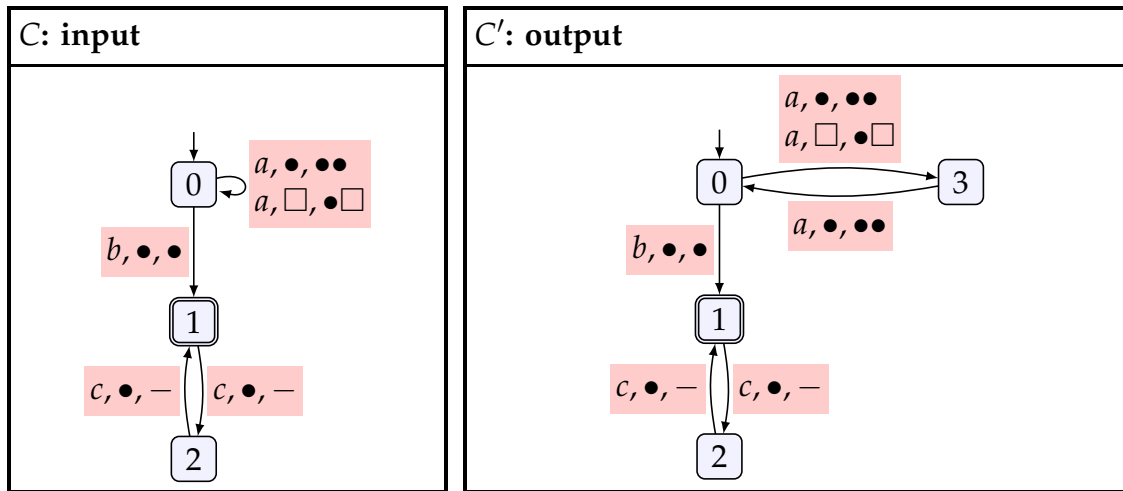 C: input
C′: output
a, ●, ●●
a, □, ●□
0
b, ●, ●
1
c, ●, −
c, ●, −
2
a, ●, ●●
a, □, ●□
0
3
a, ●, ●●
b, ●, ●
1
c, ●, −
c, ●, −
2